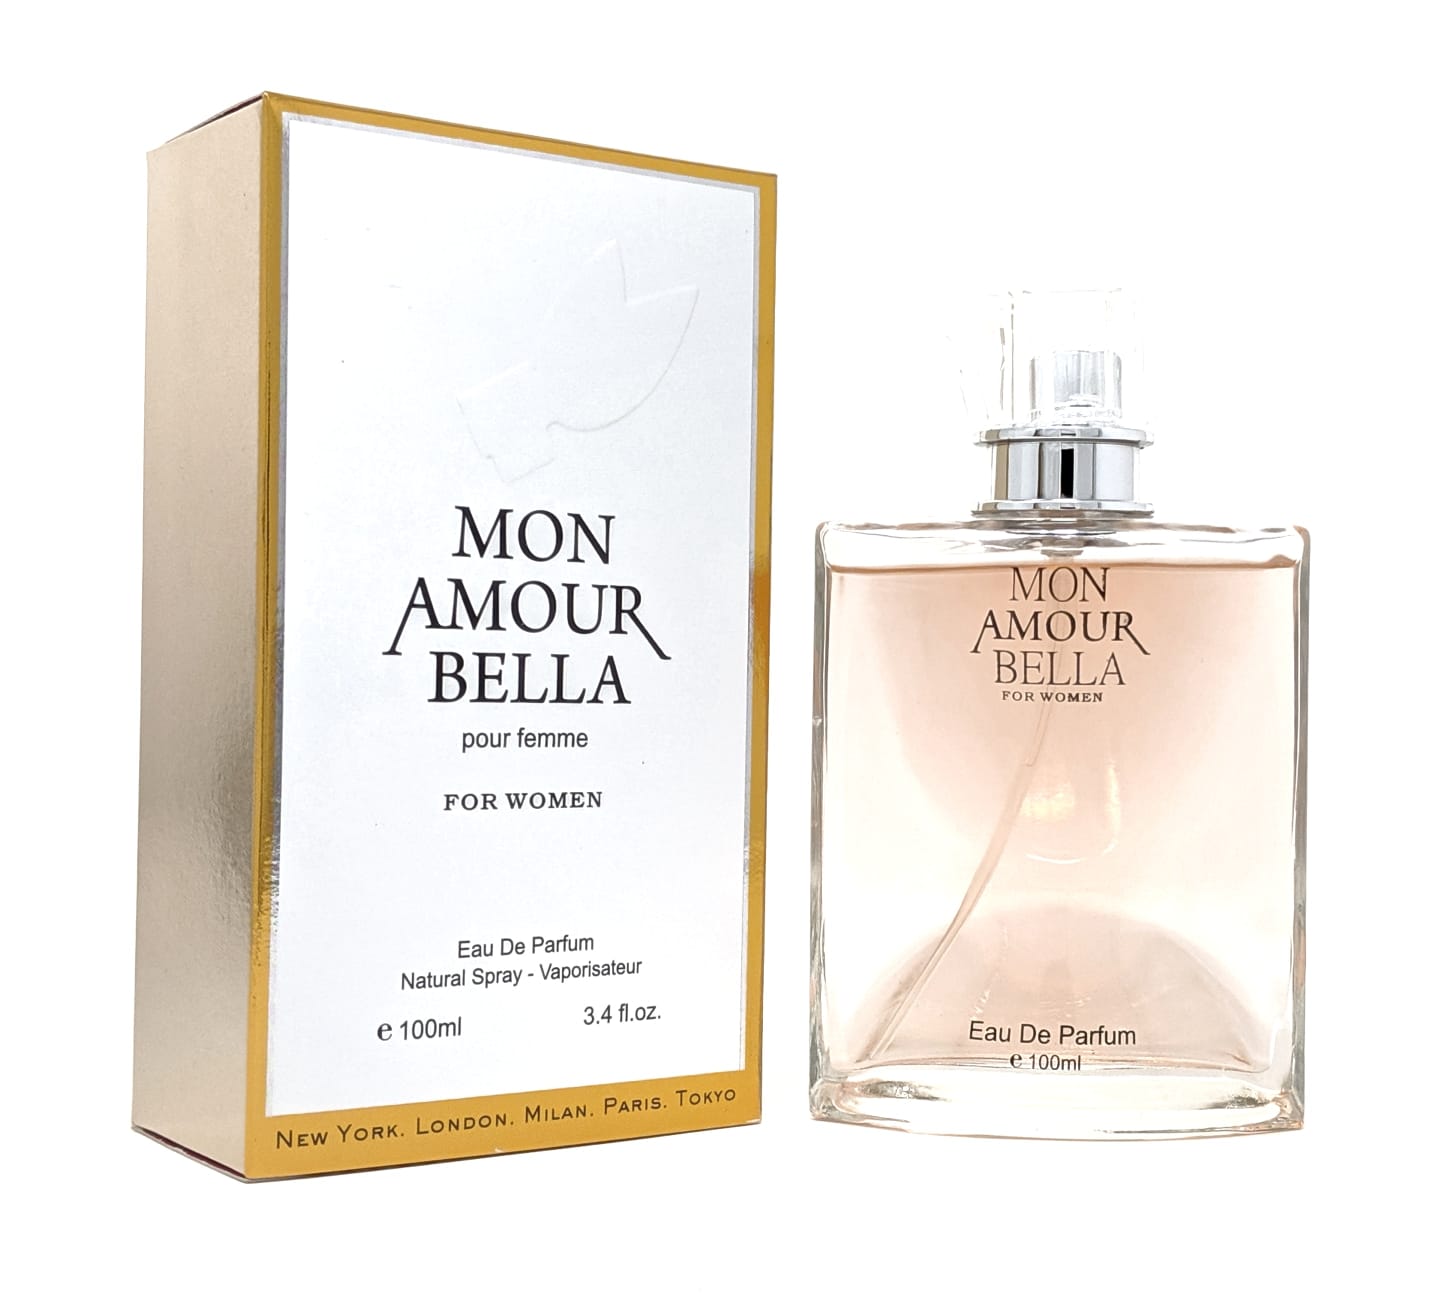 MON
AMOUR
BELLA
pour femme
FOR WOMEN
Eau De Parfum
Natural Spray - Vaporisateur
e 100ml
3.4 fl.oz.
NEW YORK. LONDON. MILAN. PARIS. TOKYO
MON
AMOUR
BELLA
FOR WOMEN
Eau De Parfum
e 100ml